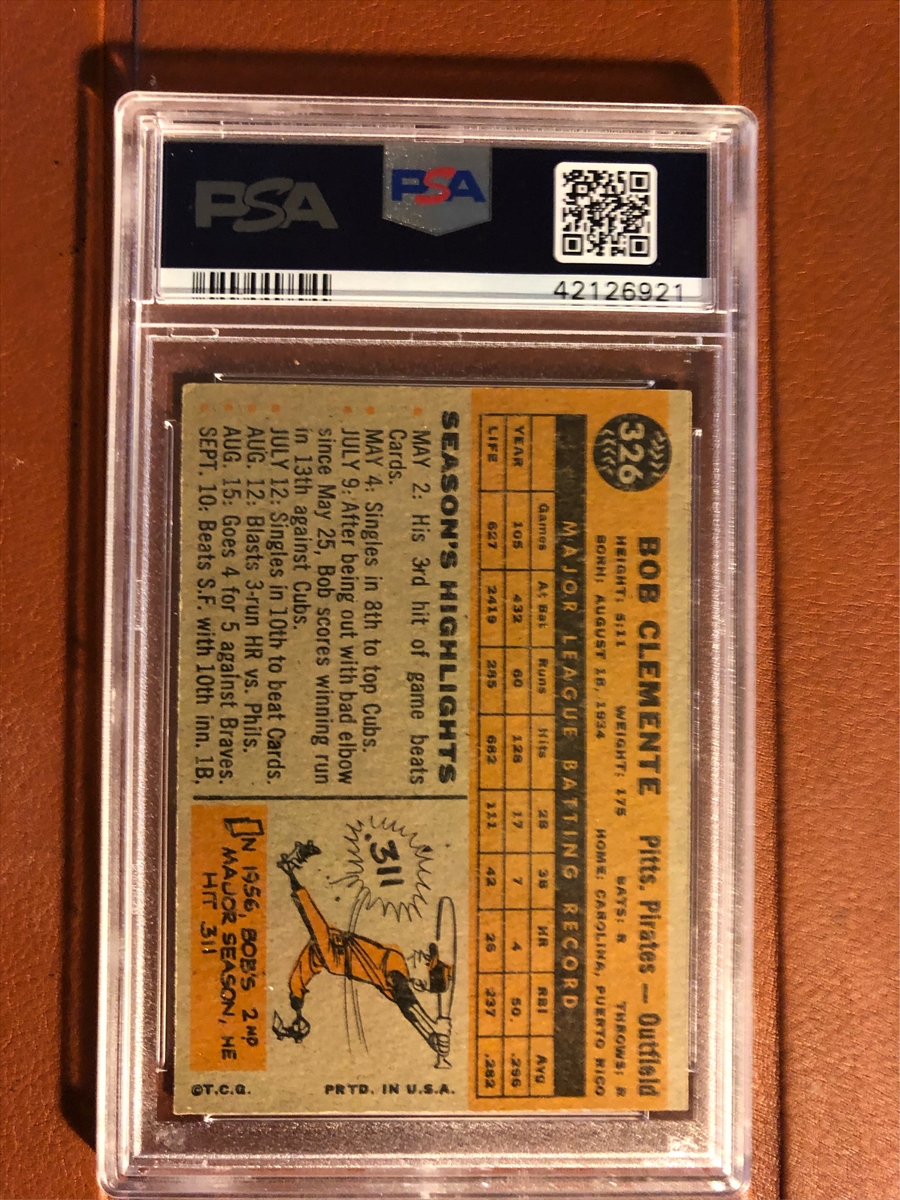 PSA
PSA
42126921
326
BOB CLEMENTE Pitts. Pirates — Outfield
HEIGHT: 5:11 WEIGHT: 175 BATS: R THROWS: R
BORN: AUGUST 18, 1934 HOME: CAROLINA, PUERTO RICO
MAJOR LEAGUE BATTING RECORD
Games At Bat Runs Hits 2B 3B HR RBI AVG
YEAR 105 432 60 128 17 7 4 50. .296
LIFE 627 2419 285 682 111 42 26 237 .282
SEASON'S HIGHLIGHTS
MAY 2: His 3rd hit of game beats
Cards.
MAY 4: Singles in 8th to top Cubs.
JULY 9: After being out with bad elbow
since May 25, Bob scores winning run
in 13th against Cubs.
JULY 12: Singles in 10th to beat Cards.
AUG. 12: Blasts 3-run HR vs. Phils.
AUG. 15: Goes 4 for 5 against Braves.
SEPT. 10: Beats S.F. with 10th inn. 1B.
.311
IN 1956, BOB'S 2ND
MAJOR SEASON, HE
HIT .311
©T.C.G. PRTD. IN U.S.A.